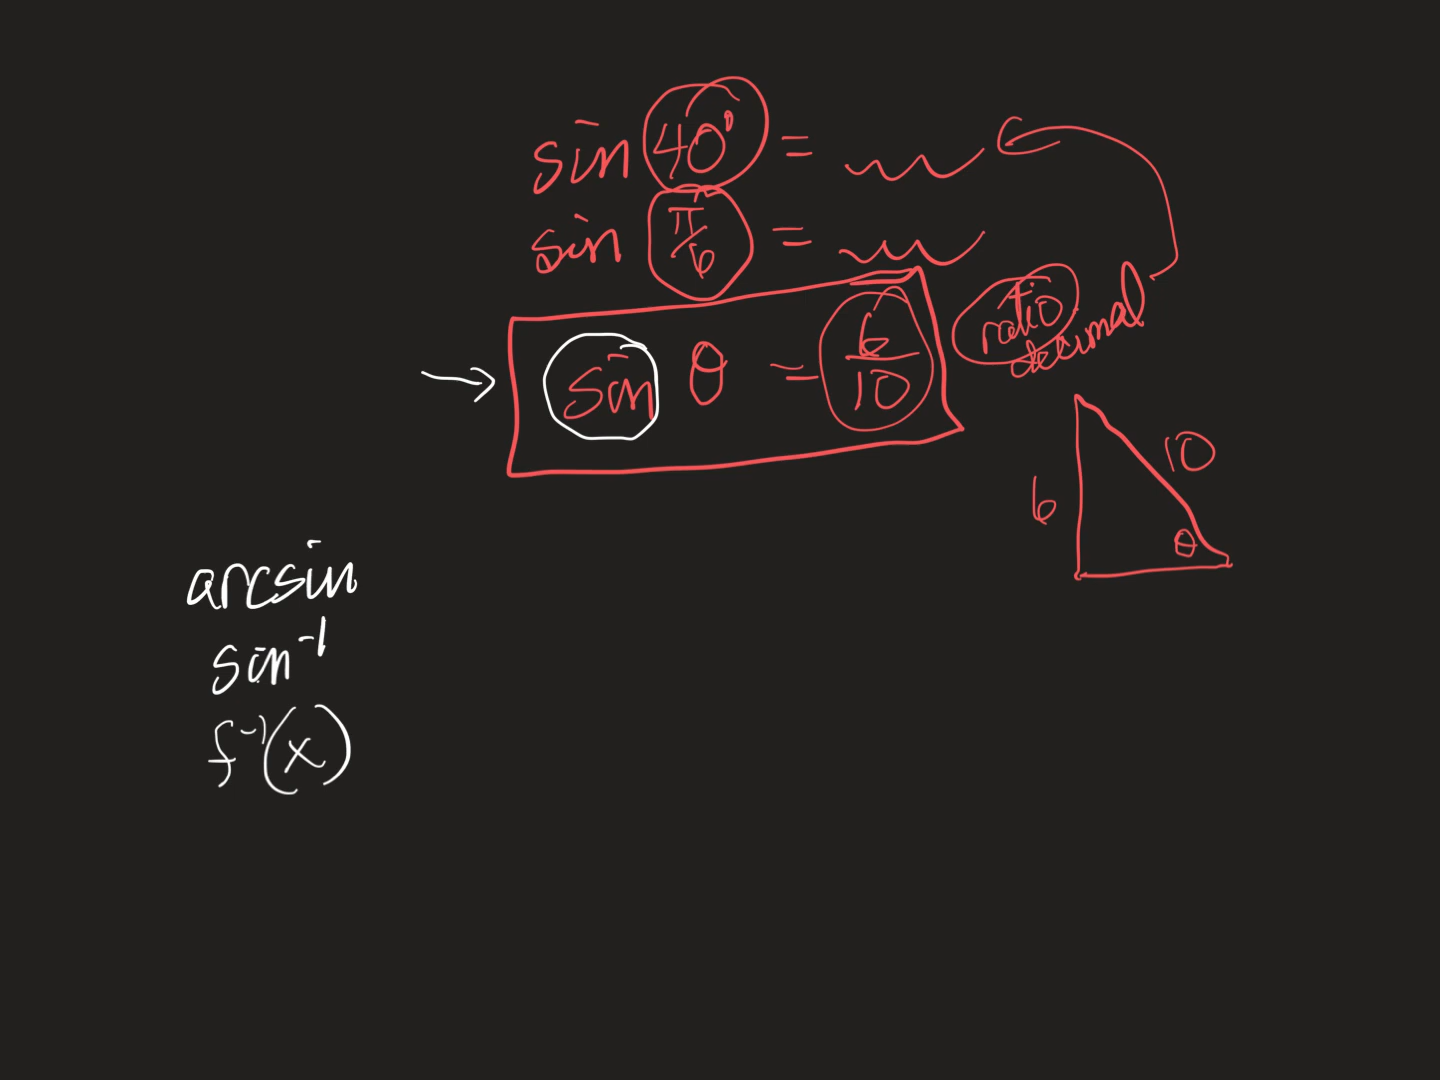 sin 40° =
sin π/6 =
sin θ = 6/10
ratio
decimal
10
6
θ
arcsin
sin⁻¹
f⁻¹(x)